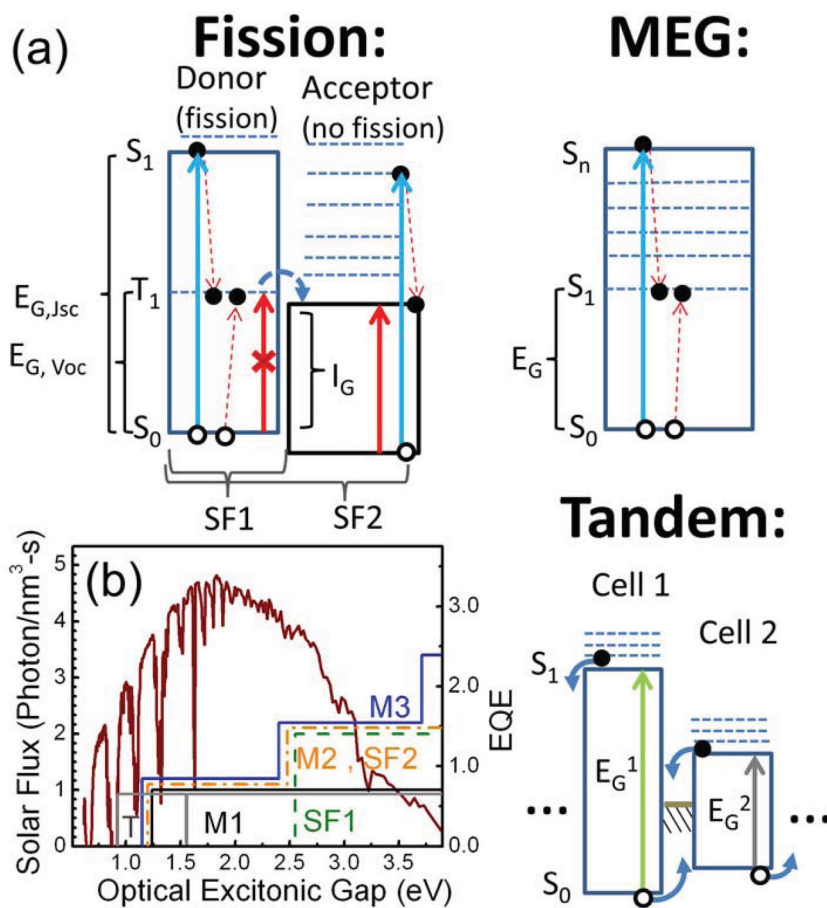 (a)
Fission:
MEG:
Donor
(fission)
Acceptor
(no fission)
S1
T1
S0
EG,Jsc
EG, Voc
IG
SF1
SF2
Sn
S1
EG
S0
(b)
5
4
3
2
1
0
Solar Flux (Photon/nm3-s)
1.0 1.5 2.0 2.5 3.0 3.5
Optical Excitonic Gap (eV)
3.0
2.0
1.0
0.0
EQE
M3
M2 , SF2
T
M1
SF1
Tandem:
Cell 1
Cell 2
S1
EG1
EG2
...
...
S0